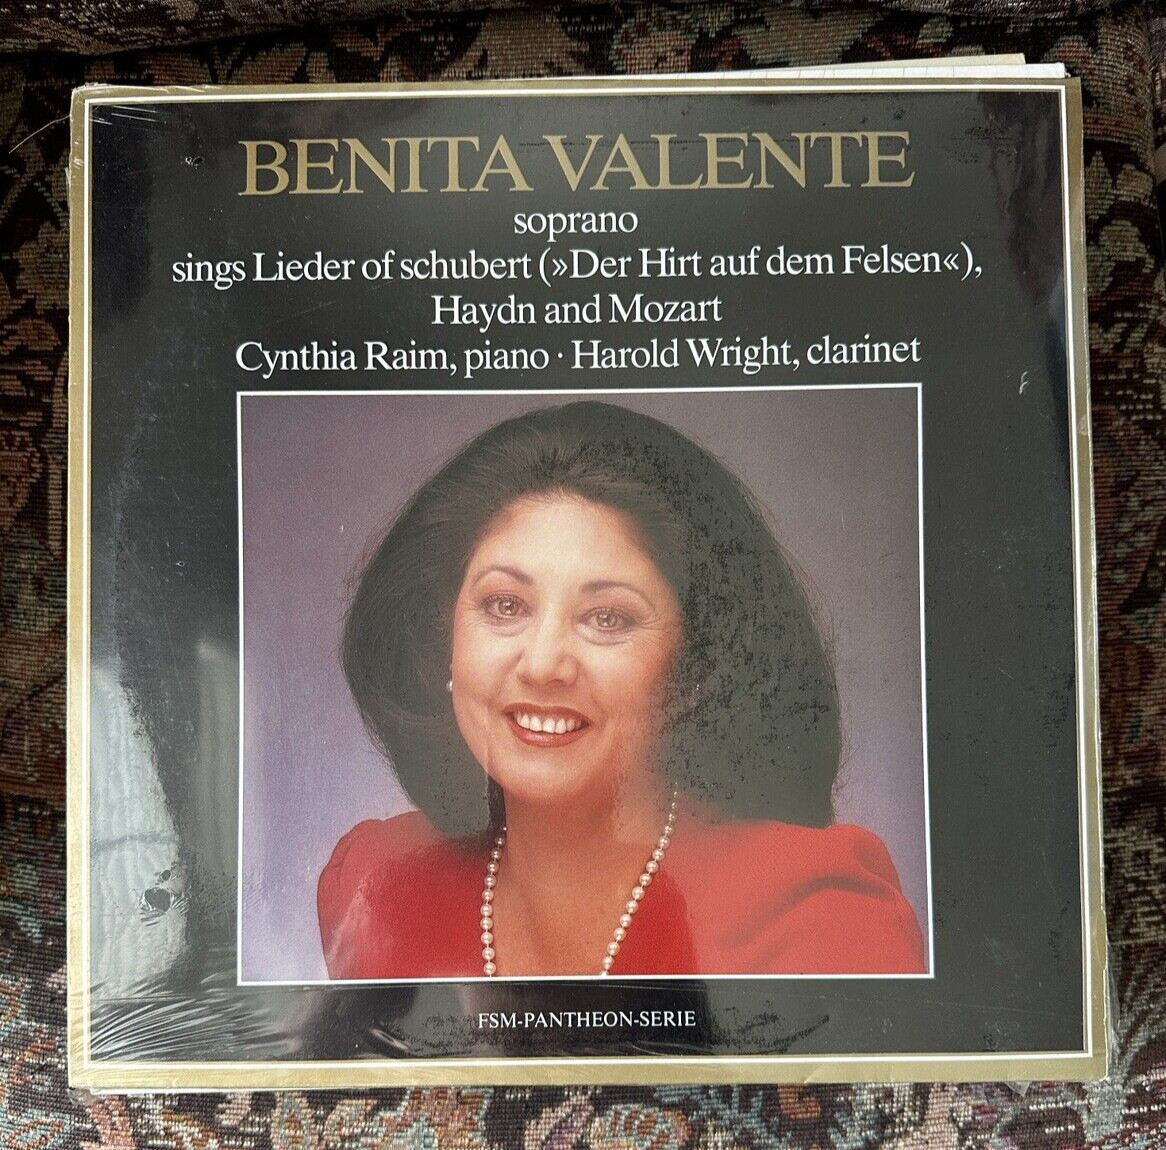 BENITA VALENTE
soprano
sings Lieder of schubert (»Der Hirt auf dem Felsen«),
Haydn and Mozart
Cynthia Raim, piano · Harold Wright, clarinet
FSM-PANTHEON-SERIE